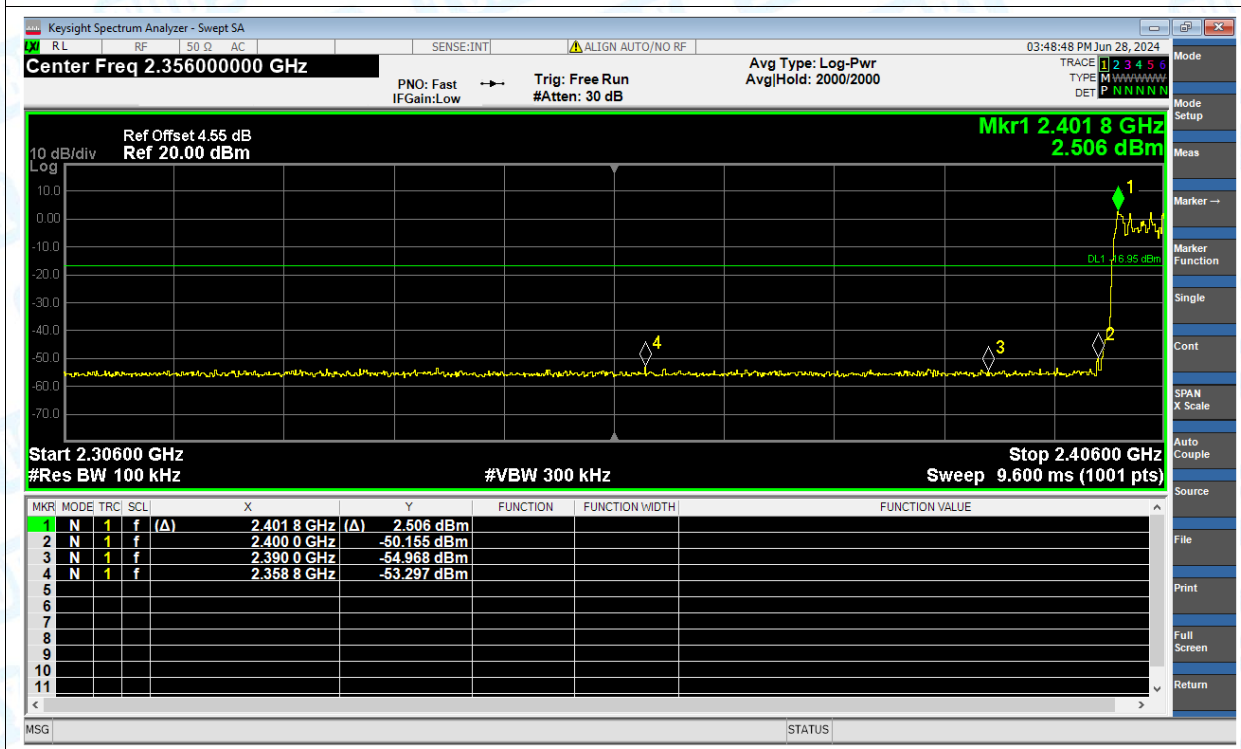 Keysight Spectrum Analyzer - Swept SA
LXI RL RF 50 Ω AC SENSE:INT ALIGN AUTO/NO RF 03:48:48 PM Jun 28, 2024
Center Freq 2.356000000 GHz
PNO: Fast
IFGain:Low
Trig: Free Run
#Atten: 30 dB
Avg Type: Log-Pwr
Avg|Hold: 2000/2000
TRACE 1 2 3 4 5 6
TYPE M WWWWW
DET P N N N N N
10 dB/div
Log
Ref Offset 4.55 dB
Ref 20.00 dBm
Mkr1 2.401 8 GHz
2.506 dBm
10.0
0.00
-10.0
-20.0
-30.0
-40.0
-50.0
-60.0
-70.0
1
DL1 -16.95 dBm
2
3
4
Start 2.30600 GHz
Stop 2.40600 GHz
#Res BW 100 kHz
#VBW 300 kHz
Sweep 9.600 ms (1001 pts)
MKR MODE TRC SCL X Y FUNCTION FUNCTION WIDTH FUNCTION VALUE
1 N 1 f (Δ) 2.401 8 GHz (Δ) 2.506 dBm
2 N 1 f 2.400 0 GHz -50.155 dBm
3 N 1 f 2.390 0 GHz -54.968 dBm
4 N 1 f 2.358 8 GHz -53.297 dBm
5
6
7
8
9
10
11
MSG
STATUS
Mode
Mode
Setup
Meas
Marker →
Marker
Function
Single
Cont
SPAN
X Scale
Auto
Couple
Source
File
Print
Full
Screen
Return